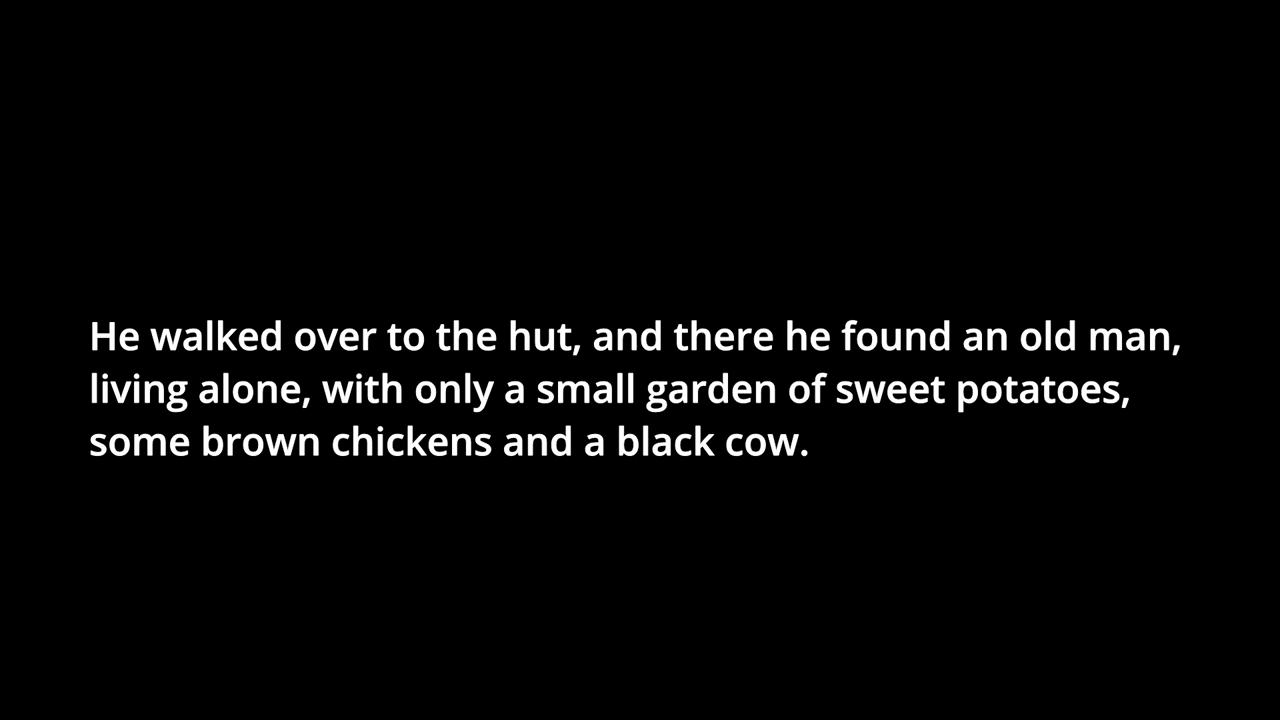 He walked over to the hut, and there he found an old man,
living alone, with only a small garden of sweet potatoes,
some brown chickens and a black cow.